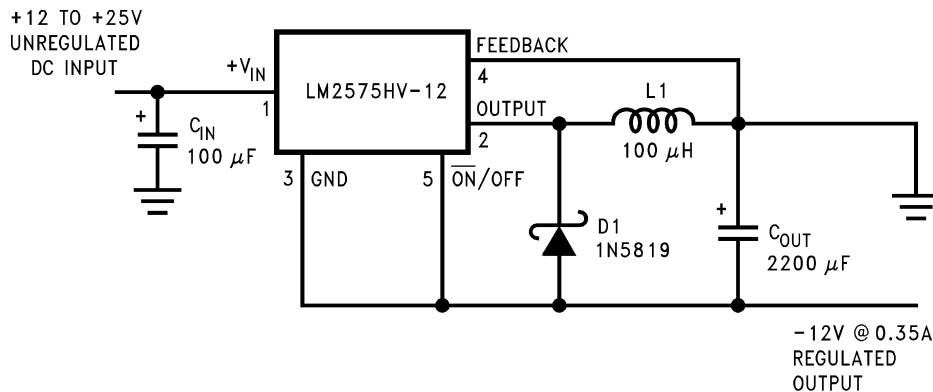 +12 TO +25V
UNREGULATED
DC INPUT
+VIN
1
LM2575HV-12
FEEDBACK
4
OUTPUT
2
L1
100 μH
+
CIN
100 μF
3 GND
5 ON/OFF
D1
1N5819
+
COUT
2200 μF
-12V @ 0.35A
REGULATED
OUTPUT